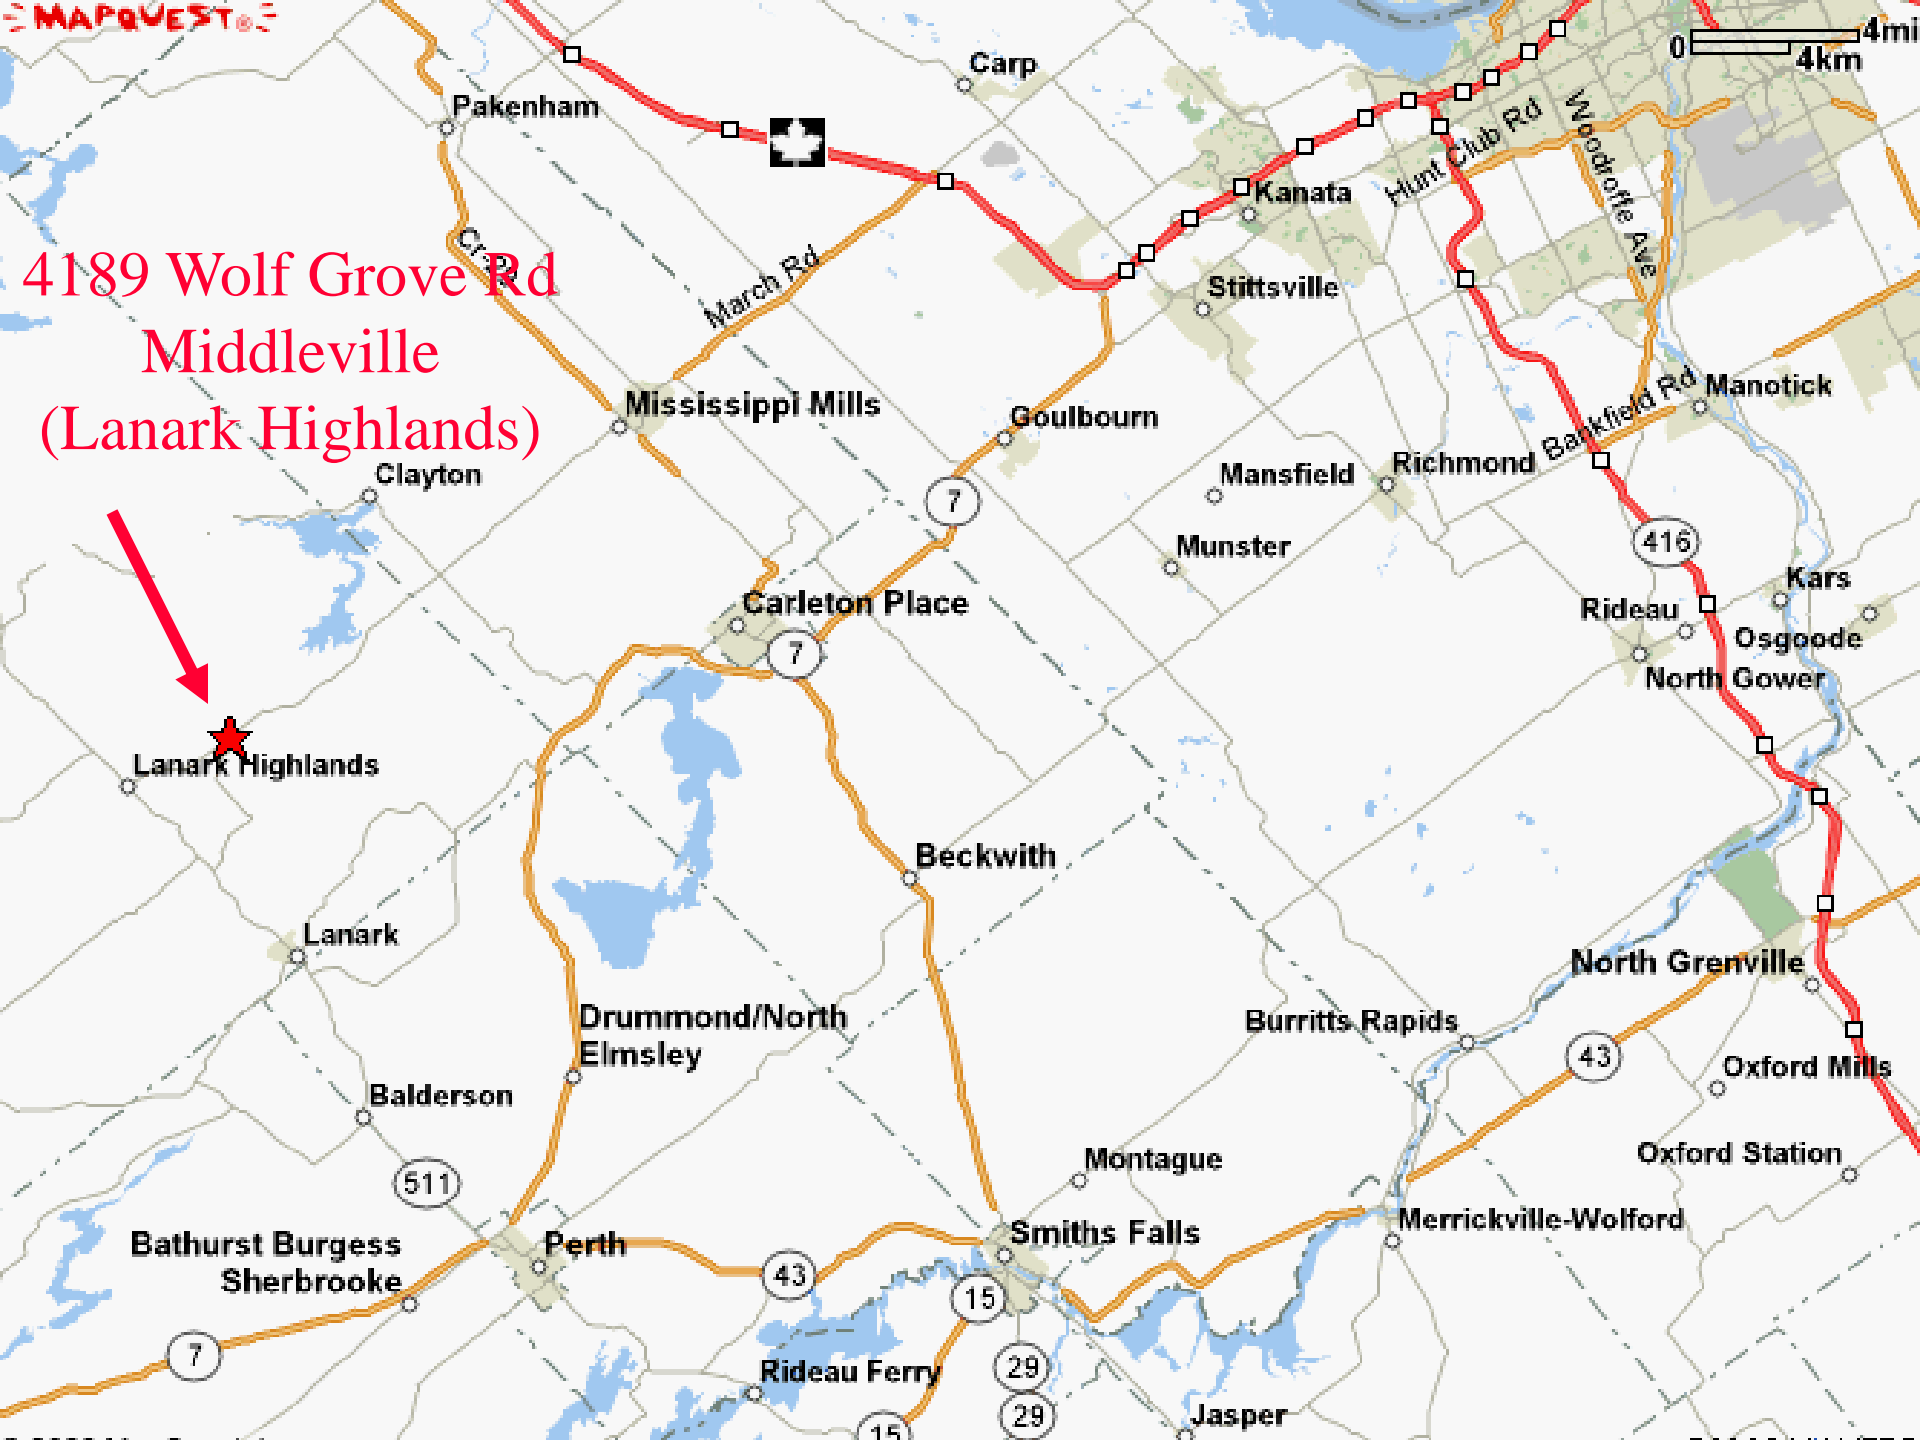 MAPQUEST®
0 4mi
4km
Carp
Pakenham
Hunt Club Rd
Woodroffe Ave
Kanata
4189 Wolf Grove Rd
Middleville
(Lanark Highlands)
March Rd
Stittsville
Mississippi Mills
Bankfield Rd
Manotick
Goulbourn
Clayton
Mansfield
Richmond
7
416
Munster
Kars
Carleton Place
Rideau
Osgoode
7
North Gower
Lanark Highlands
Beckwith
Lanark
North Grenville
Drummond/North
Elmsley
Burritts Rapids
43
Oxford Mills
Balderson
Montague
Oxford Station
511
Merrickville-Wolford
Smiths Falls
Bathurst Burgess
Sherbrooke
Perth
43
15
7
29
Rideau Ferry
29
Jasper
15